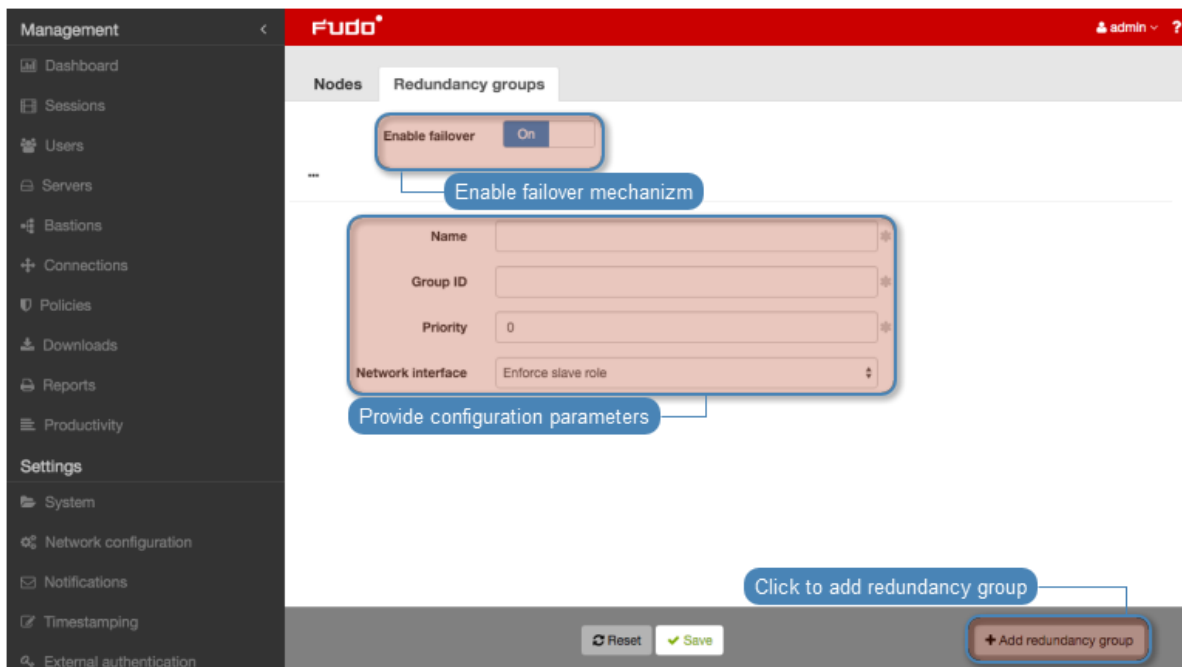 Management
Dashboard
Sessions
Users
Servers
Bastions
Connections
Policies
Downloads
Reports
Productivity
Settings
System
Network configuration
Notifications
Timestamping
External authentication
FUDO
admin ?
Nodes Redundancy groups
Enable failover On
...
Enable failover mechanizm
Name
Group ID
Priority 0
Network interface Enforce slave role
Provide configuration parameters
Click to add redundancy group
Reset Save + Add redundancy group